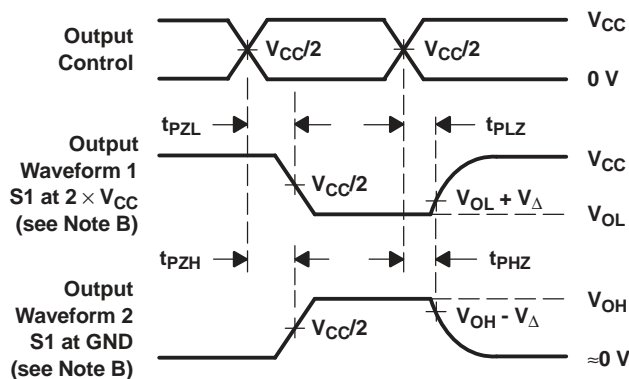 Output
Control
V_CC/2
V_CC/2
V_CC
0 V
t_PZL
t_PLZ
Output
Waveform 1
S1 at 2 × V_CC
(see Note B)
V_CC/2
V_CC
V_OL + V_Δ
V_OL
t_PZH
t_PHZ
Output
Waveform 2
S1 at GND
(see Note B)
V_CC/2
V_OH
V_OH - V_Δ
≈0 V